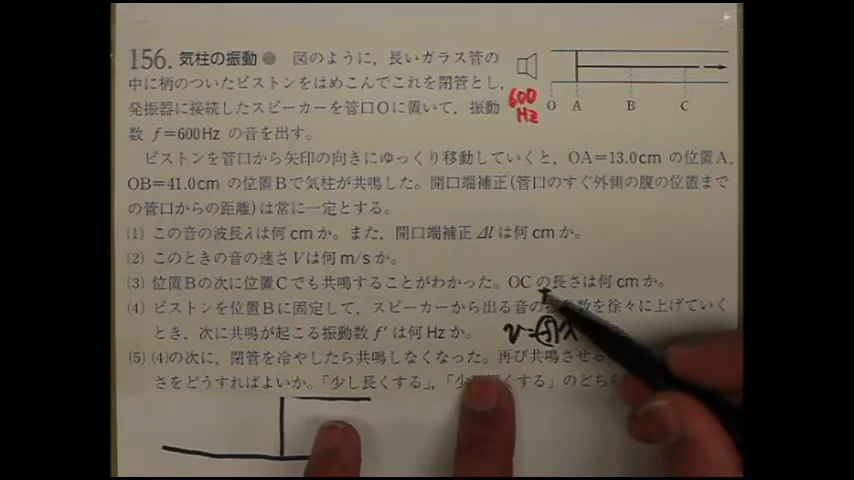 156. 気柱の振動 図のように，長いガラス管の
中に柄のついたピストンをはめこんでこれを閉管とし，
発振器に接続したスピーカーを管口Oに置いて，振動
数 f=600Hz の音を出す。
600
Hz
O A B C
ピストンを管口から矢印の向きにゆっくり移動していくと，OA=13.0cm の位置A，
OB=41.0cm の位置Bで気柱が共鳴した。開口端補正(管口のすぐ外側の腹の位置まで
の管口からの距離)は常に一定とする。
(1) この音の波長λは何 cm か。また，開口端補正 Δl は何 cm か。
(2) このときの音の速さ V は何 m/s か。
(3) 位置Bの次に位置Cでも共鳴することがわかった。OC の長さは何 cm か。
(4) ピストンを位置Bに固定して，スピーカーから出る音の数を徐々に上げていく
とき，次に共鳴が起こる振動数 f′ は何 Hz か。
v=fλ
(5) (4)の次に，閉管を冷やしたら共鳴しなくなった。再び共鳴させる
さをどうすればよいか。「少し長くする」，「少くする」のどちら